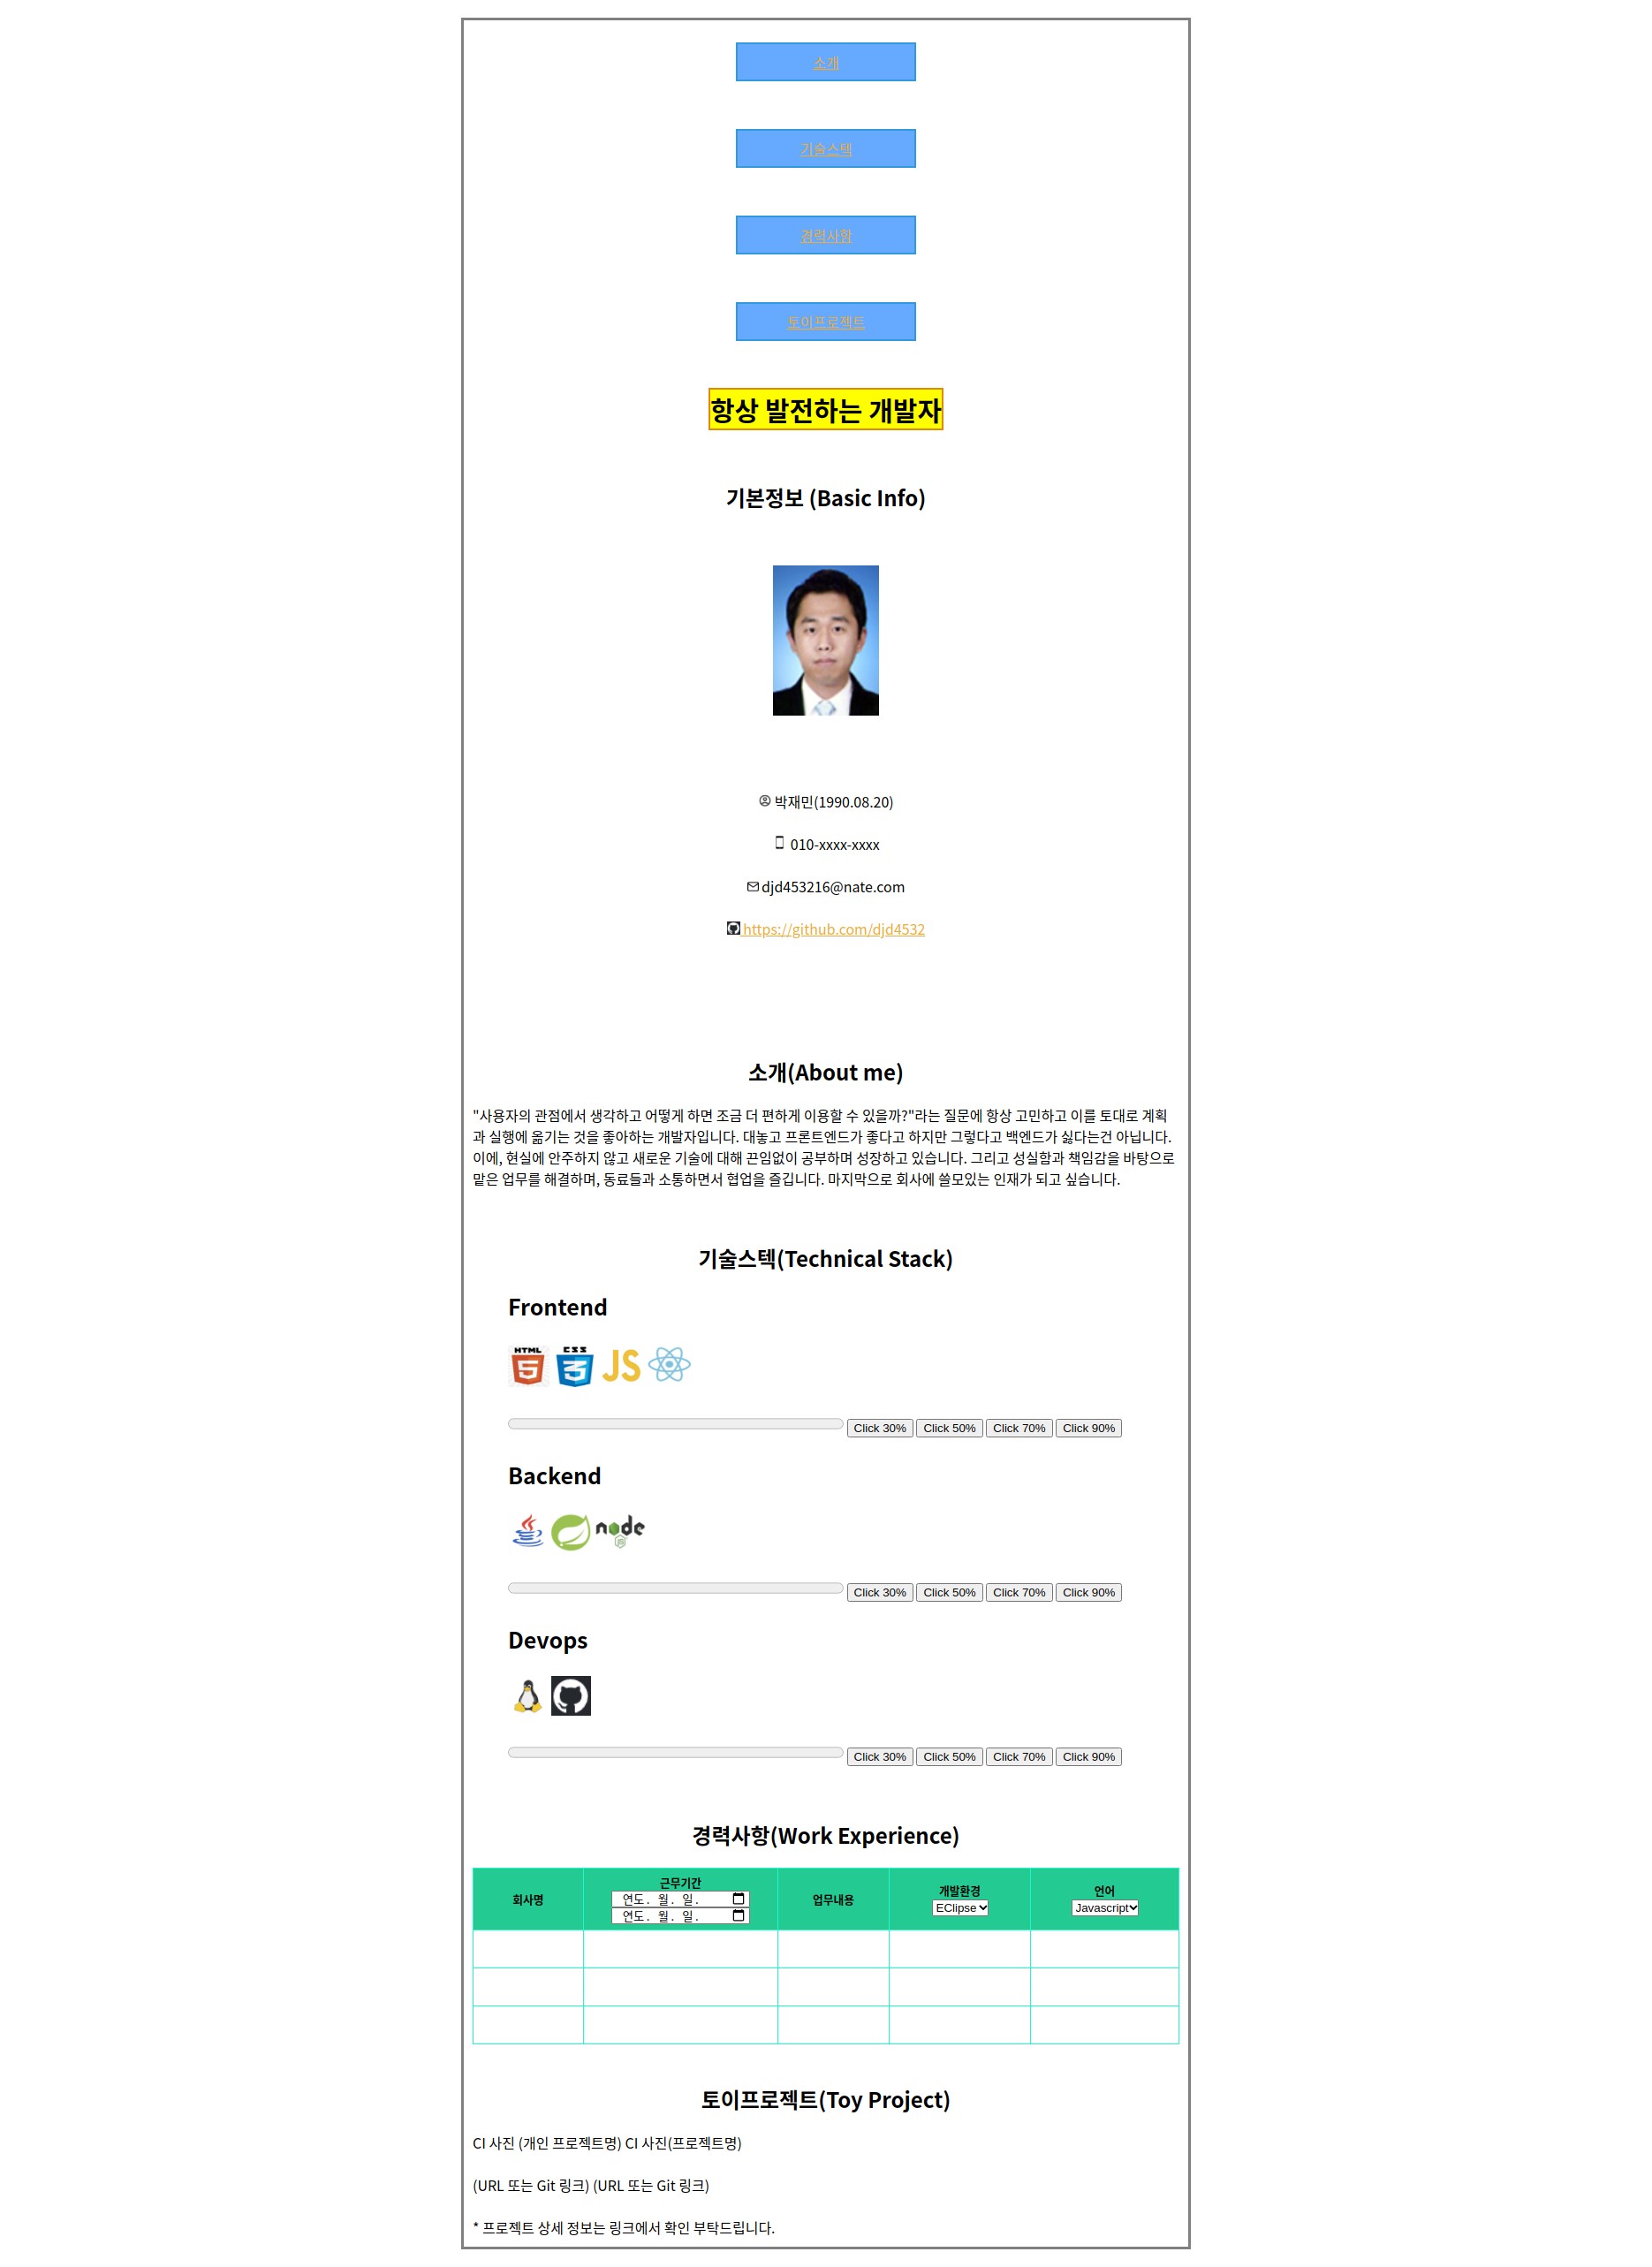 소개
기술스텍
경력사항
토이프로젝트
항상 발전하는 개발자
기본정보 (Basic Info)
박재민(1990.08.20)
010-xxxx-xxxx
djd453216@nate.com
https://github.com/djd4532
소개(About me)
"사용자의 관점에서 생각하고 어떻게 하면 조금 더 편하게 이용할 수 있을까?"라는 질문에 항상 고민하고 이를 토대로 계획
과 실행에 옮기는 것을 좋아하는 개발자입니다. 대놓고 프론트엔드가 좋다고 하지만 그렇다고 백엔드가 싫다는건 아닙니다.
이에, 현실에 안주하지 않고 새로운 기술에 대해 끈임없이 공부하며 성장하고 있습니다. 그리고 성실함과 책임감을 바탕으로
맡은 업무를 해결하며, 동료들과 소통하면서 협업을 즐깁니다. 마지막으로 회사에 쓸모있는 인재가 되고 싶습니다.
기술스텍(Technical Stack)
Frontend
HTML 5 CSS 3 JS
Click 30% Click 50% Click 70% Click 90%
Backend
node JS
Click 30% Click 50% Click 70% Click 90%
Devops
Click 30% Click 50% Click 70% Click 90%
경력사항(Work Experience)
회사명 근무기간 업무내용 개발환경 언어
연도. 월. 일. EClipse Javascript
연도. 월. 일.
토이프로젝트(Toy Project)
CI 사진 (개인 프로젝트명) CI 사진(프로젝트명)
(URL 또는 Git 링크) (URL 또는 Git 링크)
* 프로젝트 상세 정보는 링크에서 확인 부탁드립니다.